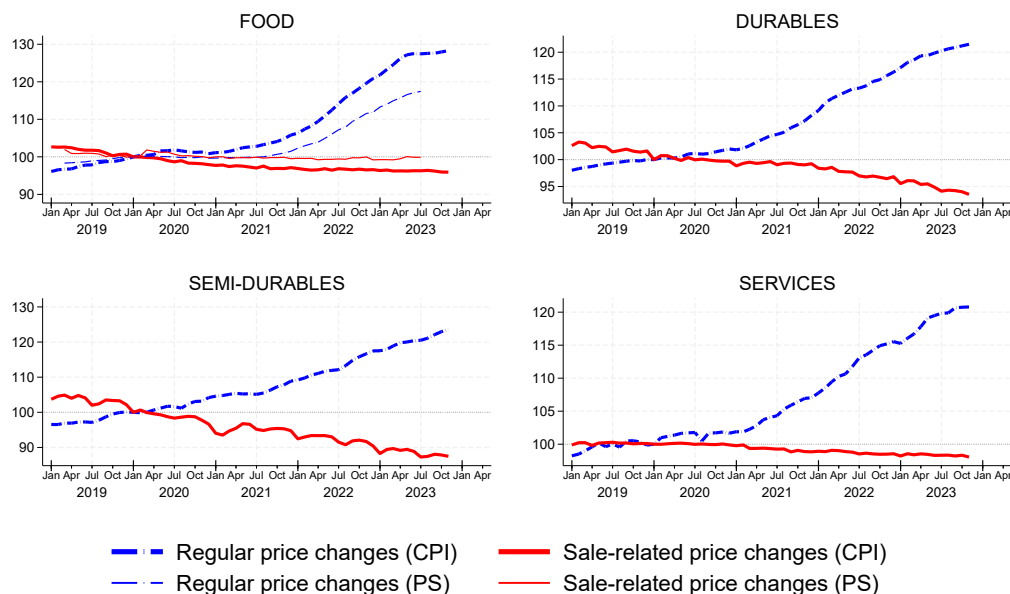 FOOD
130
120
110
100
90
Jan Apr Jul Oct Jan Apr Jul Oct Jan Apr Jul Oct Jan Apr Jul Oct Jan Apr Jul Oct Jan Apr
2019 2020 2021 2022 2023
DURABLES
120
115
110
105
100
95
Jan Apr Jul Oct Jan Apr Jul Oct Jan Apr Jul Oct Jan Apr Jul Oct Jan Apr Jul Oct Jan Apr
2019 2020 2021 2022 2023
SEMI-DURABLES
130
120
110
100
90
Jan Apr Jul Oct Jan Apr Jul Oct Jan Apr Jul Oct Jan Apr Jul Oct Jan Apr Jul Oct Jan Apr
2019 2020 2021 2022 2023
SERVICES
120
115
110
105
100
Jan Apr Jul Oct Jan Apr Jul Oct Jan Apr Jul Oct Jan Apr Jul Oct Jan Apr Jul Oct Jan Apr
2019 2020 2021 2022 2023
Regular price changes (CPI) Sale-related price changes (CPI)
Regular price changes (PS) Sale-related price changes (PS)